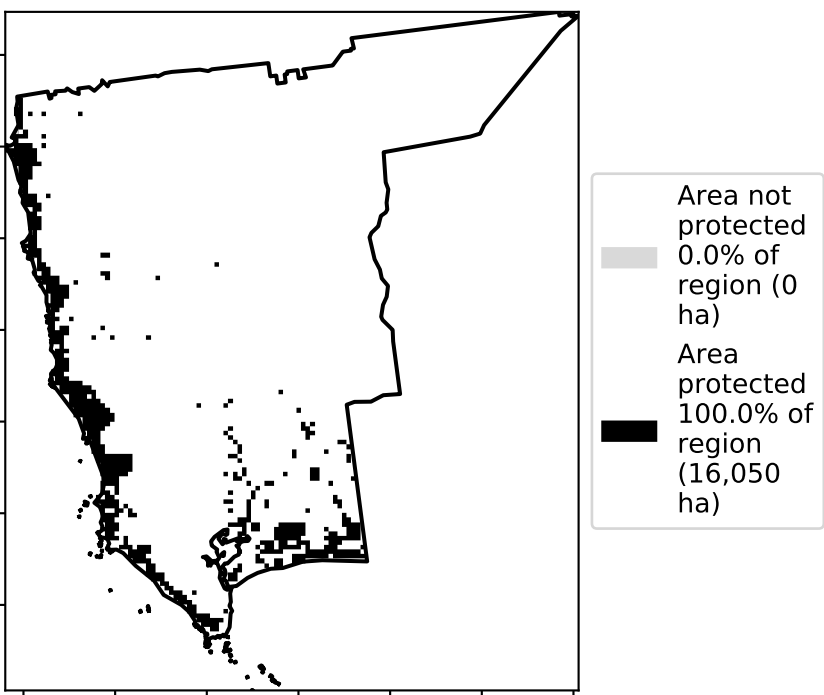 Area not
protected
0.0% of
region (0
ha)
Area
protected
100.0% of
region
(16,050
ha)